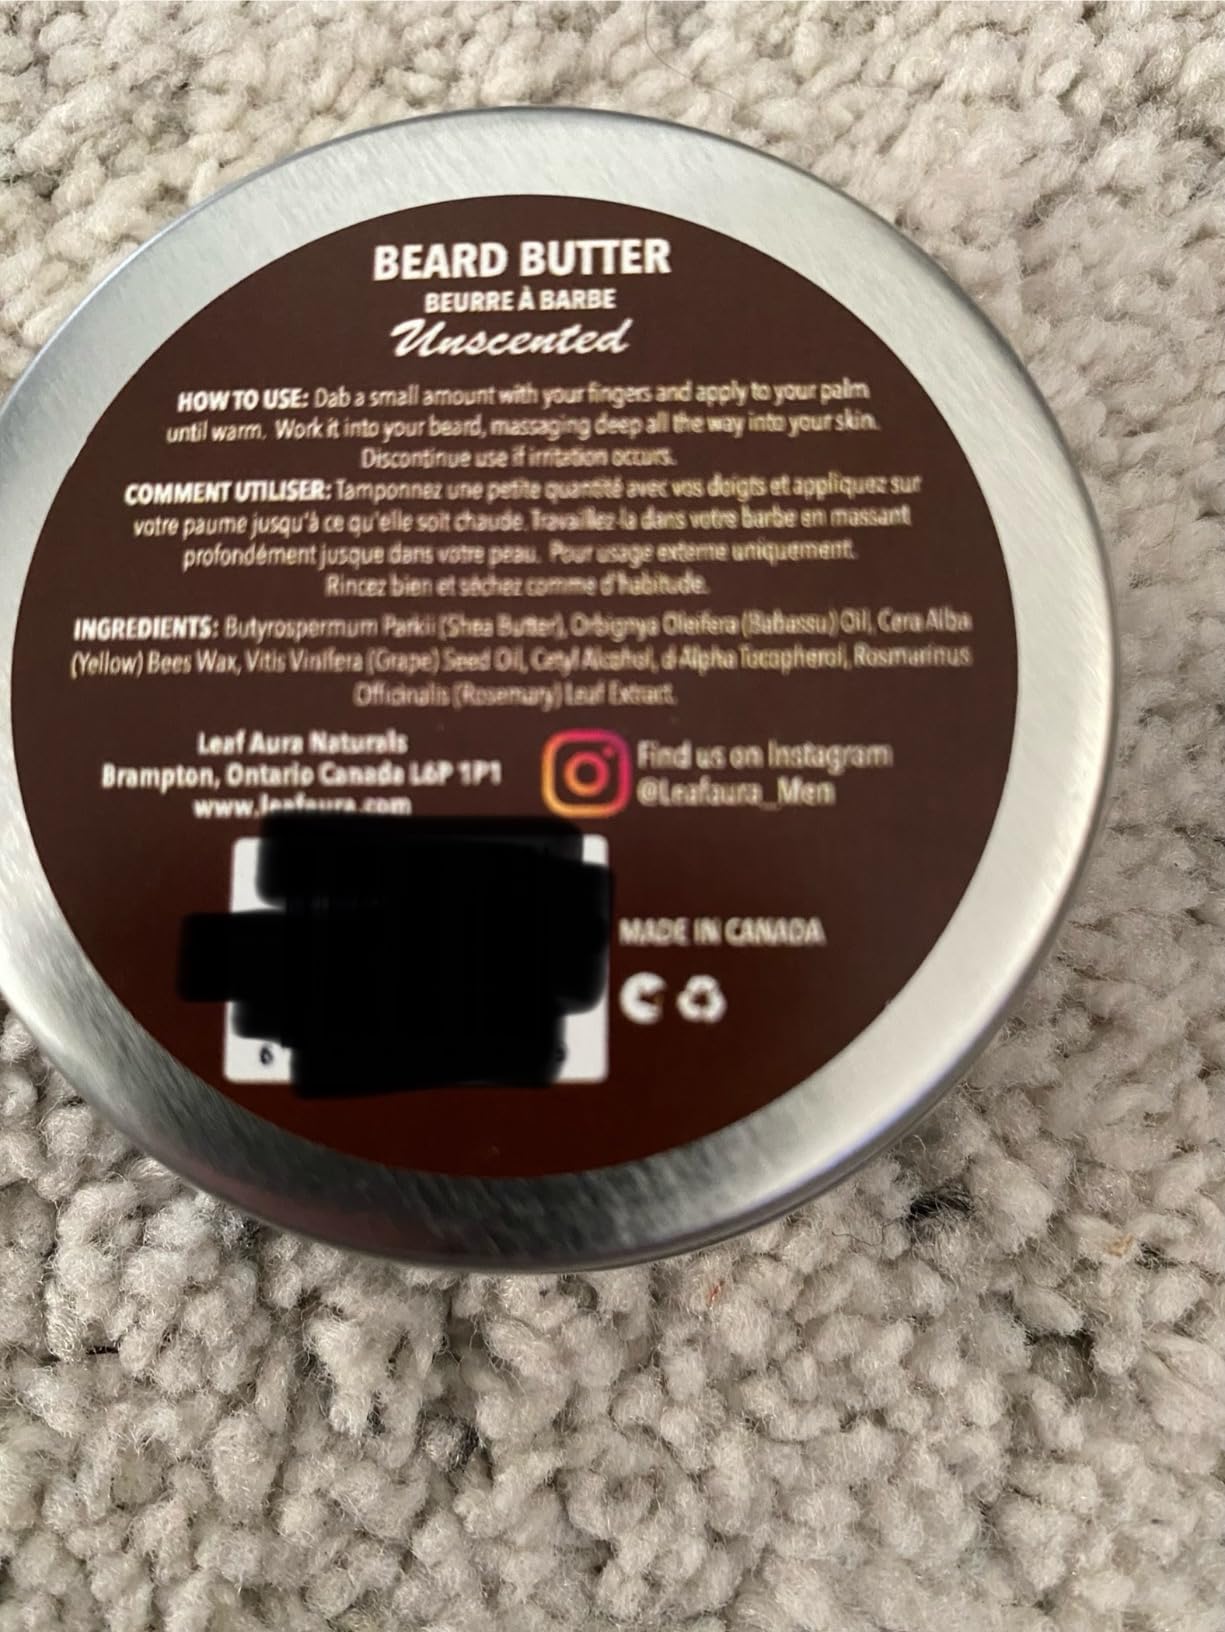 BEARD BUTTER
BEURRE À BARBE
Unscented
HOW TO USE: Dab a small amount with your fingers and apply to your palm
until warm. Work it into your beard, massaging deep all the way into your skin.
Discontinue use if irritation occurs.
COMMENT UTILISER: Tamponnez une petite quantité avec vos doigts et appliquez sur
votre paume jusqu'à ce qu'elle soit chaude. Travaillez-la dans votre barbe en massant
profondément jusque dans votre peau. Pour usage externe uniquement.
Rincez bien et séchez comme d'habitude.
INGREDIENTS: Butyrospermum Parkii (Shea Butter), Orbignya Oleifera (Babassu) Oil, Cera Alba
(Yellow) Bees Wax, Vitis Vinifera (Grape) Seed Oil, Cetyl Alcohol, d-Alpha Tocopherol, Rosmarinus
Officinalis (Rosemary) Leaf Extract.
Leaf Aura Naturals
Brampton, Ontario Canada L6P 1P1
www.leafaura.com
Find us on Instagram
@Leafaura_Men
MADE IN CANADA
6